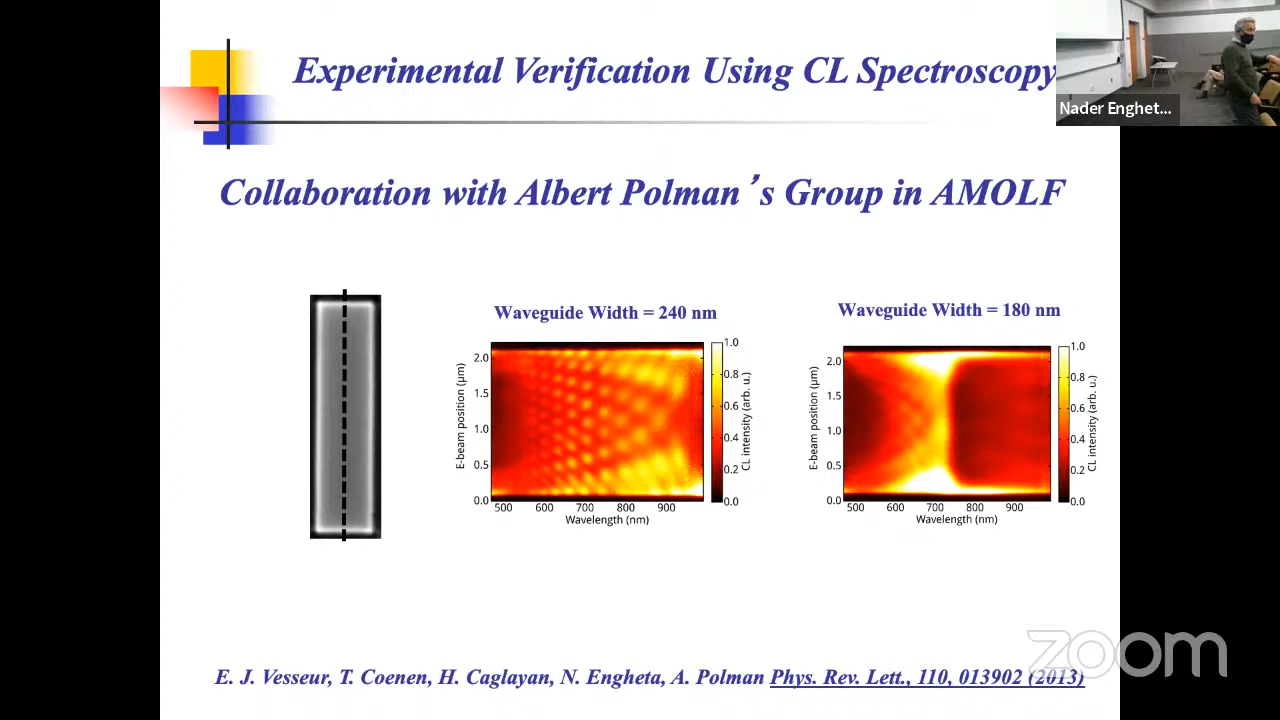 Experimental Verification Using CL Spectroscopy
Nader Enghet...
Collaboration with Albert Polman's Group in AMOLF
Waveguide Width = 240 nm
Waveguide Width = 180 nm
E-beam position (μm)
2.0
1.5
1.0
0.5
0.0
500 600 700 800 900
Wavelength (nm)
1.0
0.8
0.6
0.4
0.2
0.0
CL intensity (arb. u.)
E-beam position (μm)
2.0
1.5
1.0
0.5
0.0
500 600 700 800 900
Wavelength (nm)
1.0
0.8
0.6
0.4
0.2
0.0
CL intensity (arb. u.)
zoom
E. J. Vesseur, T. Coenen, H. Caglayan, N. Engheta, A. Polman Phys. Rev. Lett., 110, 013902 (2013)